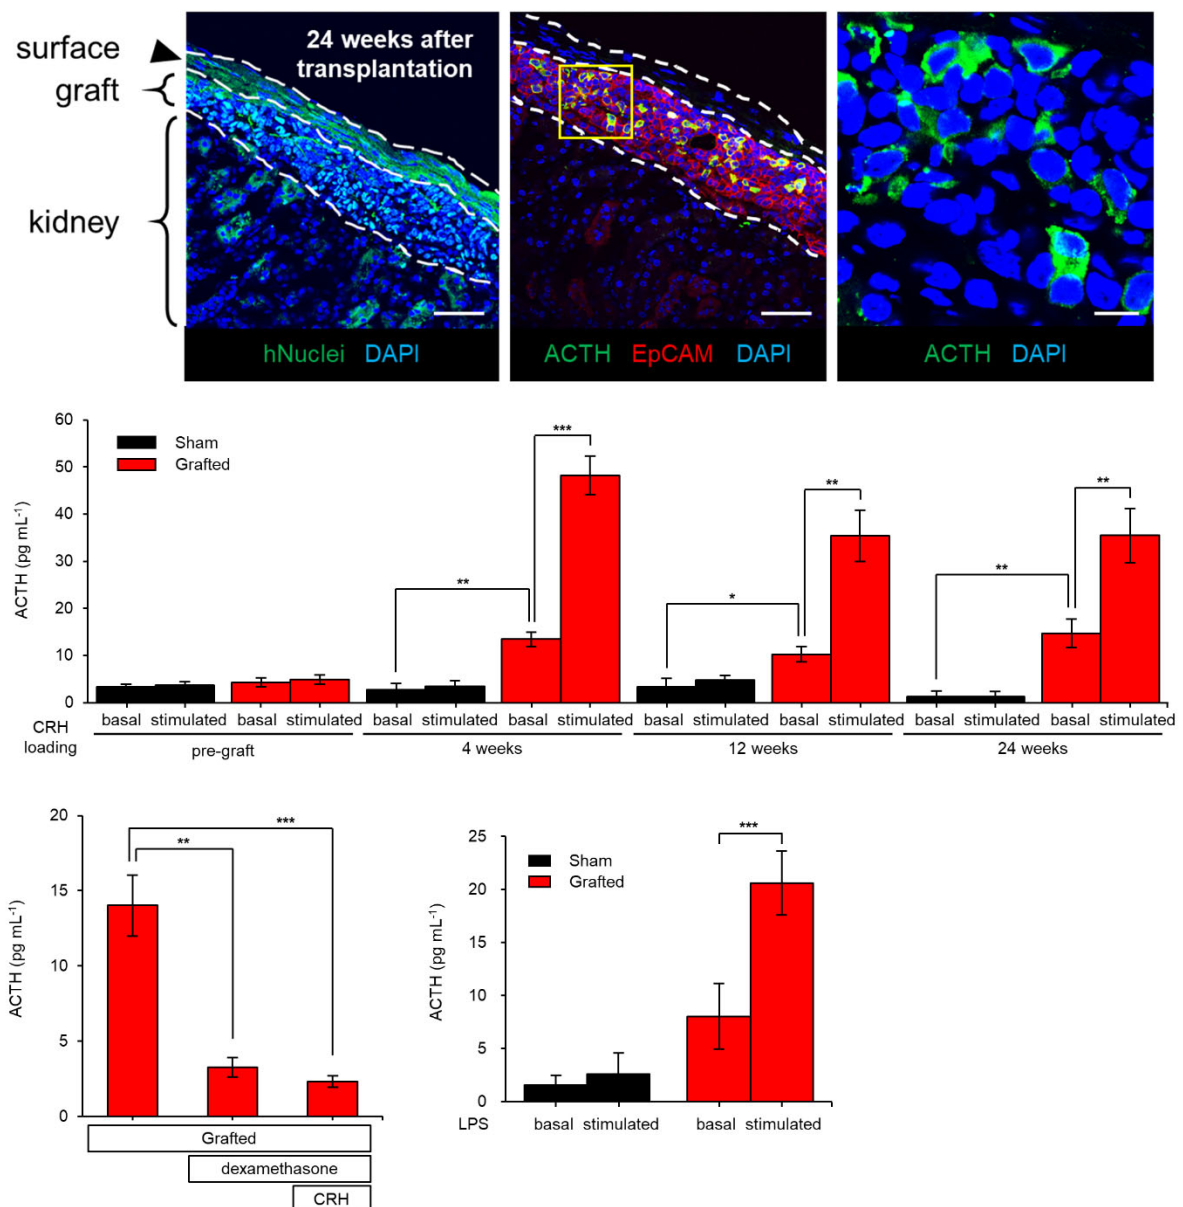 surface
graft
kidney
24 weeks after
transplantation
hNuclei DAPI
ACTH EpCAM DAPI
ACTH DAPI
60
50
40
30
20
10
0
ACTH (pg mL⁻¹)
Sham
Grafted
***
**
**
*
**
**
basal stimulated basal stimulated basal stimulated basal stimulated basal stimulated basal stimulated basal stimulated basal stimulated
CRH
loading
pre-graft 4 weeks 12 weeks 24 weeks
20
15
10
5
0
ACTH (pg mL⁻¹)
**
***
Grafted
dexamethasone
CRH
25
20
15
10
5
0
ACTH (pg mL⁻¹)
Sham
Grafted
***
LPS basal stimulated basal stimulated